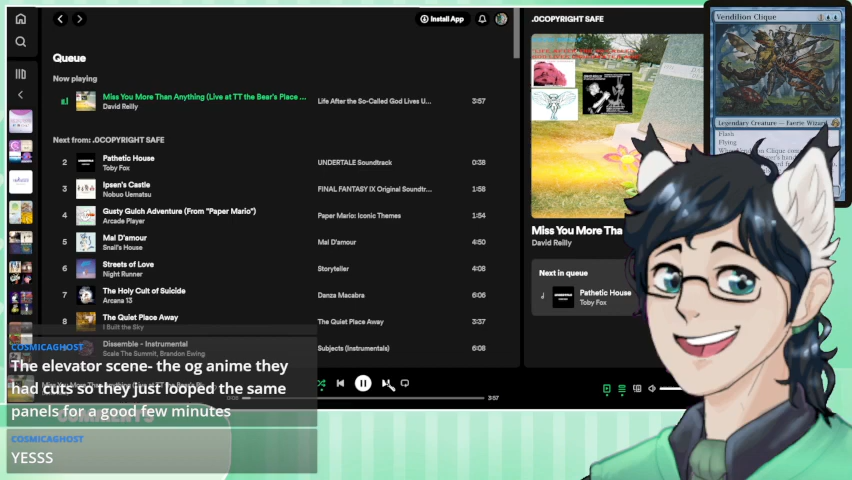 Install App
.0COPYRIGHT SAFE
Queue
Now playing
Miss You More Than Anything (Live at TT the Bear's Place ...
David Reilly
Life After the So-Called God Lives U...
3:57
Next from: .0COPYRIGHT SAFE
2
Pathetic House
Toby Fox
UNDERTALE Soundtrack
0:38
3
Ipsen's Castle
Nobuo Uematsu
FINAL FANTASY IX Original Soundtr...
1:58
4
Gusty Gulch Adventure (From "Paper Mario")
Arcade Player
Paper Mario: Iconic Themes
1:54
5
Mal D'amour
Snail's House
Mal D'amour
4:50
6
Streets of Love
Night Runner
Storyteller
4:08
7
The Holy Cult of Suicide
Arcana 13
Danza Macabra
6:06
8
The Quiet Place Away
I Built the Sky
The Quiet Place Away
3:37
Dissemble - Instrumental
Scale The Summit, Brandon Ewing
Subjects (Instrumentals)
6:08
Miss You More Tha
David Reilly
Next in queue
Pathetic House
Toby Fox
3:57
Vendilion Clique
Legendary Creature — Faerie Wizard
Flash
Flying
COSMICAGHOST
The elevator scene- the og anime they
had cuts so they just looped the same
panels for a good few minutes
COMMENTS
COSMICAGHOST
YESSS